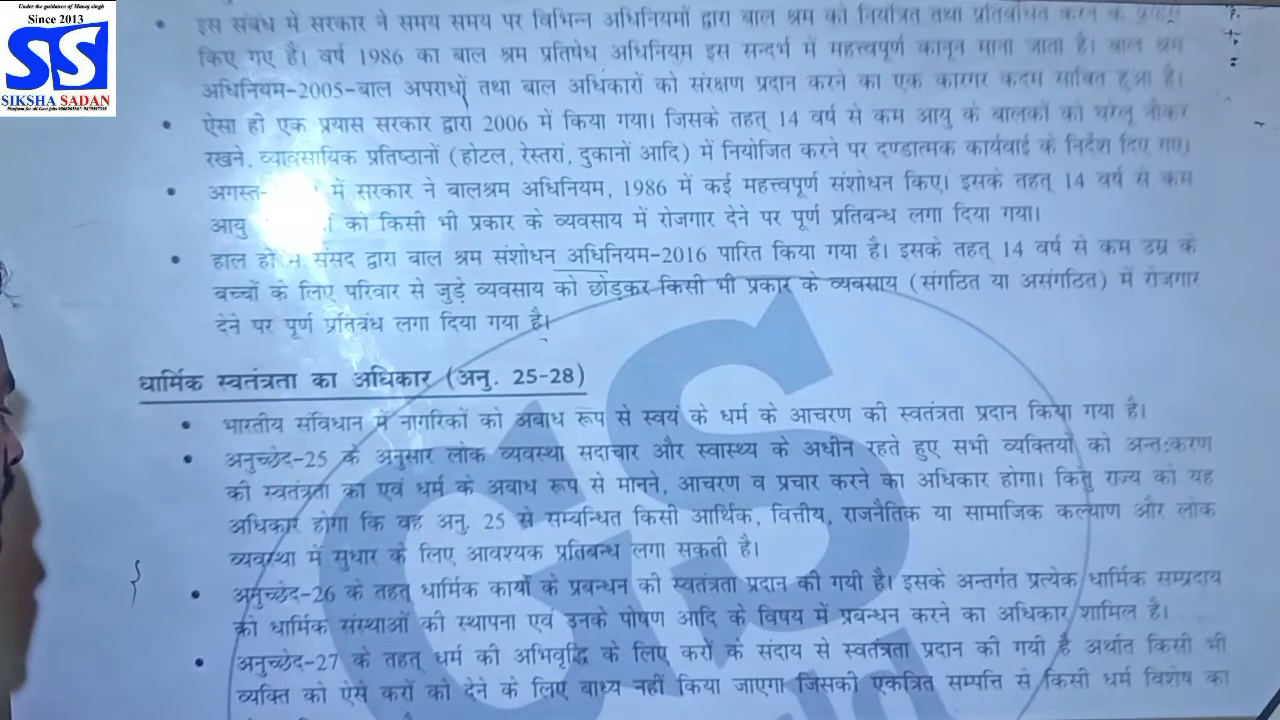 Under the guidance of Manoj singh
Since 2013
SS
SIKSHA SADAN
• इस संबंध में सरकार ने समय समय पर विभिन्न अधिनियमों द्वारा बाल श्रम को नियंत्रित तथा प्रतिबंधित करने के प्रयास
किए गए हैं। वर्ष 1986 का बाल श्रम प्रतिषेध अधिनियम इस सन्दर्भ में महत्त्वपूर्ण कानून माना जाता है। बाल श्रम
अधिनियम-2005-बाल अपराधों तथा बाल अधिकारों को संरक्षण प्रदान करने का एक कारगर कदम साबित हुआ है।
• ऐसा ही एक प्रयास सरकार द्वारा 2006 में किया गया। जिसके तहत् 14 वर्ष से कम आयु के बालकों को घरेलू नौकर
रखने, व्यावसायिक प्रतिष्ठानों (होटल, रेस्तरां, दुकानों आदि) में नियोजित करने पर दण्डात्मक कार्यवाई के निर्देश दिए गए।
• अगस्त- में सरकार ने बालश्रम अधिनियम, 1986 में कई महत्त्वपूर्ण संशोधन किए। इसके तहत् 14 वर्ष से कम
आयु को किसी भी प्रकार के व्यवसाय में रोजगार देने पर पूर्ण प्रतिबन्ध लगा दिया गया।
• हाल ही में संसद द्वारा बाल श्रम संशोधन अधिनियम-2016 पारित किया गया है। इसके तहत् 14 वर्ष से कम उम्र के
बच्चों के लिए परिवार से जुड़े व्यवसाय को छोड़कर किसी भी प्रकार के व्यवसाय (संगठित या असंगठित) में रोजगार
देने पर पूर्ण प्रतिबंध लगा दिया गया है।
धार्मिक स्वतंत्रता का अधिकार (अनु. 25-28)
• भारतीय संविधान में नागरिकों को अबाध रूप से स्वयं के धर्म के आचरण की स्वतंत्रता प्रदान किया गया है।
• अनुच्छेद-25 के अनुसार लोक व्यवस्था सदाचार और स्वास्थ्य के अधीन रहते हुए सभी व्यक्तियों को अन्तःकरण
की स्वतंत्रता का एवं धर्म के अबाध रूप से मानने, आचरण व प्रचार करने का अधिकार होगा। किंतु राज्य को यह
अधिकार होगा कि वह अनु. 25 से सम्बन्धित किसी आर्थिक, वित्तीय, राजनैतिक या सामाजिक कल्याण और लोक
व्यवस्था में सुधार के लिए आवश्यक प्रतिबन्ध लगा सकती है।
• अनुच्छेद-26 के तहत् धार्मिक कार्यों के प्रबन्धन की स्वतंत्रता प्रदान की गयी है। इसके अन्तर्गत प्रत्येक धार्मिक सम्प्रदाय
को धार्मिक संस्थाओं की स्थापना एवं उनके पोषण आदि के विषय में प्रबन्धन करने का अधिकार शामिल है।
• अनुच्छेद-27 के तहत् धर्म की अभिवृद्धि के लिए करों के संदाय से स्वतंत्रता प्रदान की गयी है अर्थात किसी भी
व्यक्ति को ऐसे करों को देने के लिए बाध्य नहीं किया जाएगा जिसकी एकत्रित सम्पत्ति से किसी धर्म विशेष का
GS